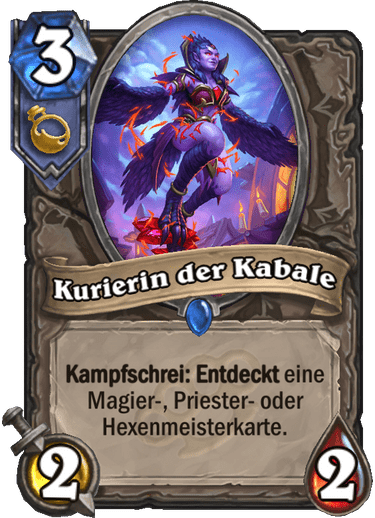 3
Kurierin der Kabale
Kampfschrei: Entdeckt eine
Magier-, Priester- oder
Hexenmeisterkarte.
2
2